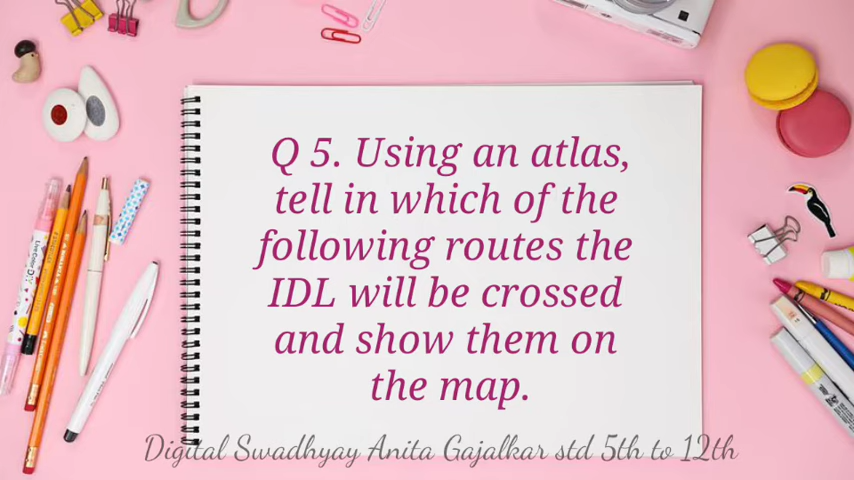 Q 5. Using an atlas,
tell in which of the
following routes the
IDL will be crossed
and show them on
the map.
Digital Swadhyay Anita Gajalkar std 5th to 12th